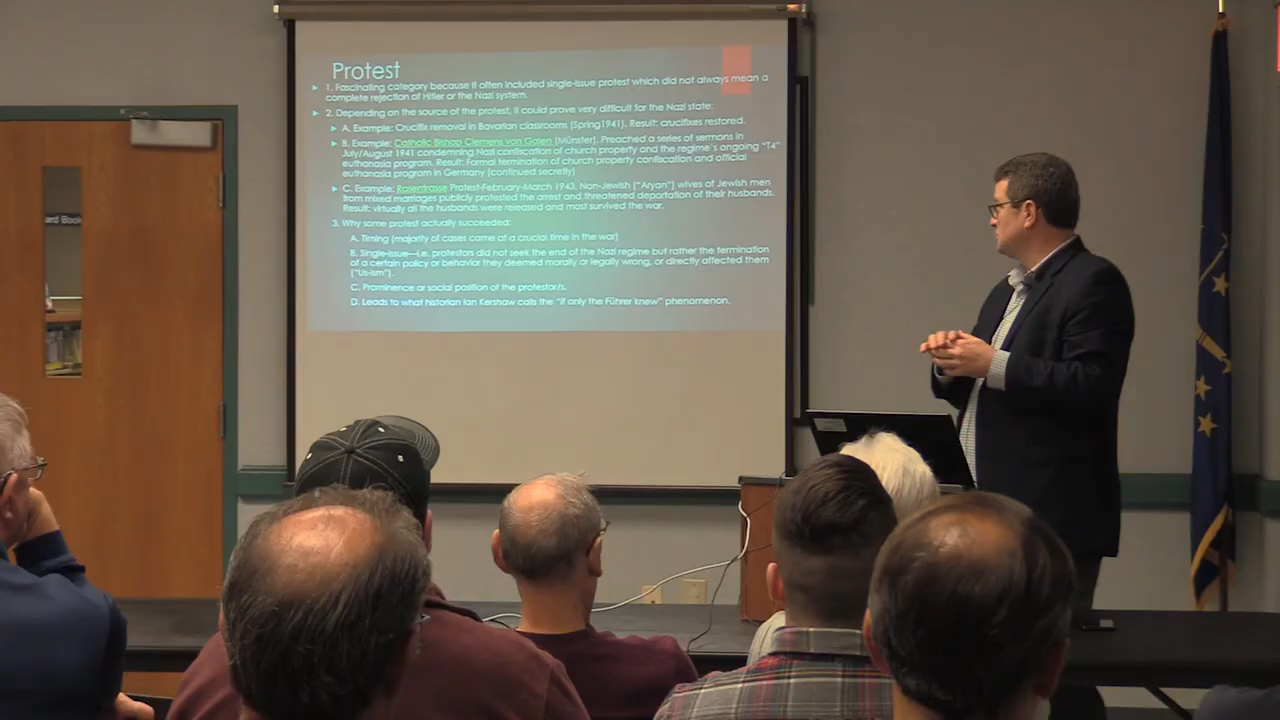 Protest
1. Fascinating category because it often included single-issue protest which did not always mean a
complete rejection of Hitler or the Nazi system.
2. Depending on the source of the protest, it could prove very difficult for the Nazi state:
A. Example: Crucifix removal in Bavarian classrooms (Spring1941). Result: crucifixes restored.
B. Example: Catholic Bishop Clemens von Galen (Münster). Preached a series of sermons in
July/August 1941 condemning Nazi confiscation of church property and the regime's ongoing "T4"
euthanasia program. Result: Formal termination of church property confiscation and official
euthanasia program in Germany (continued secretly)
C. Example: Rosentrasse Protest-February-March 1943. Non-Jewish ("Aryan") wives of Jewish men
from mixed marriages publicly protested the arrest and threatened deportation of their husbands.
Result: virtually all the husbands were released and most survived the war.
3. Why some protest actually succeeded:
A. Timing (majority of cases came at a crucial time in the war)
B. Single-issue—i.e. protestors did not seek the end of the Nazi regime but rather the termination
of a certain policy or behavior they deemed morally or legally wrong, or directly affected them
("Us-ism").
C. Prominence or social position of the protestor/s.
D. Leads to what historian Ian Kershaw calls the "if only the Führer knew" phenomenon.
ard Book